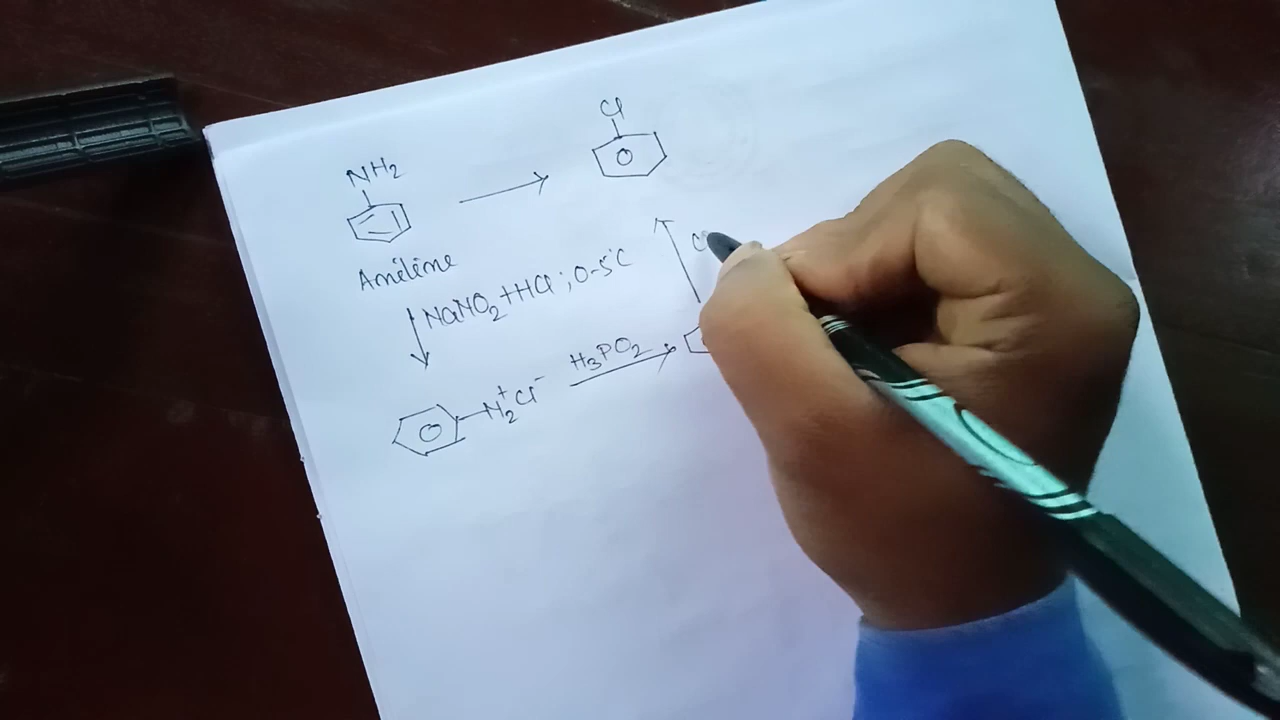 Cl
NH2
Aniline
NaNO2+HCl ; 0-5°C
H3PO2
N2+Cl-